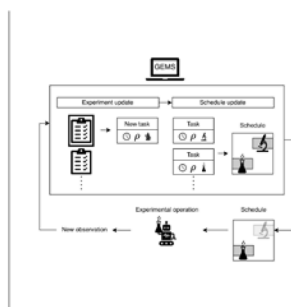 GEMS
Experiment update
Schedule update
New task
Task
Schedule
ρ
ρ
Task
ρ
Experimental operation
Schedule
New observation